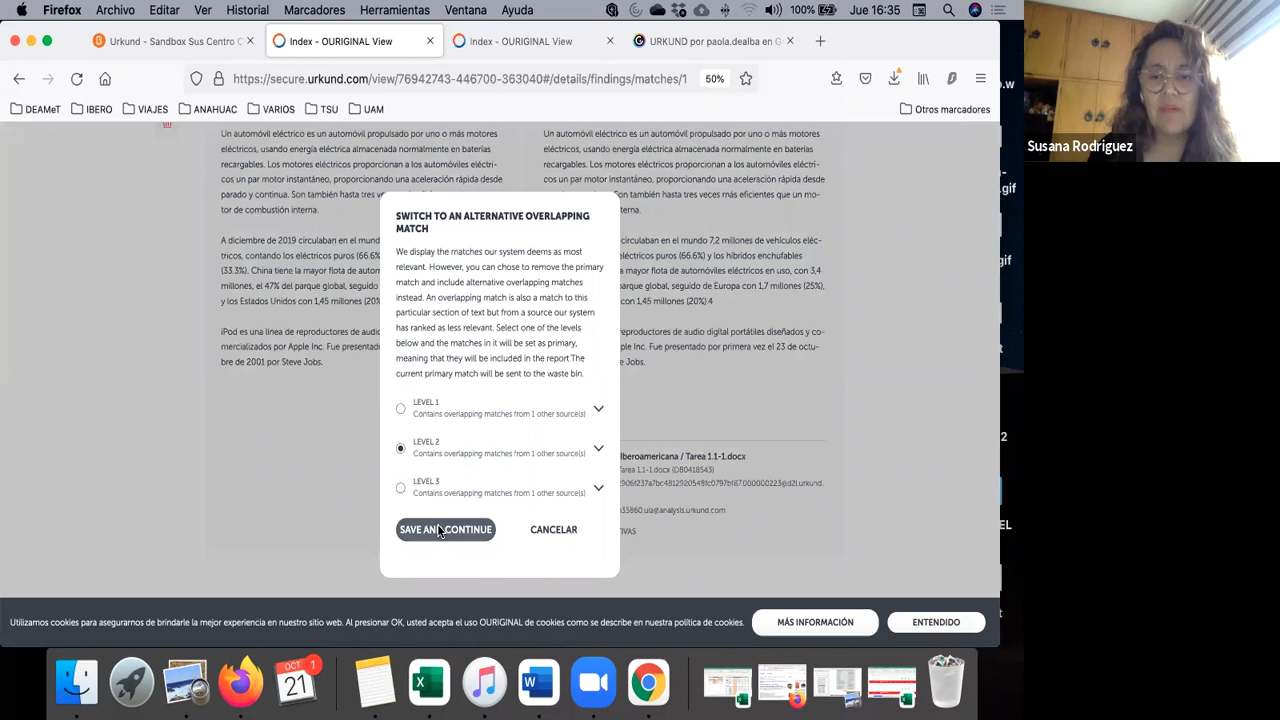 Firefox Archivo Editar Ver Historial Marcadores Herramientas Ventana Ayuda 100% Jue 16:35
Urkund - Sandbox Sus Centro C Index - OURIGINAL View Index - OURIGINAL View URKUND por paola.dealba en G
https://secure.urkund.com/view/76942743-446700-363040#/details/findings/matches/1 50%
DEAMeT IBERO VIAJES ANAHUAC VARIOS TSU UAM Otros marcadores
Un automóvil eléctrico es un automóvil propulsado por uno o más motores
eléctricos, usando energía eléctrica almacenada normalmente en baterías
recargables. Los motores eléctricos proporcionan a los automóviles eléctri-
cos un par motor instantáneo, proporcionando una aceleración rápida desde
parado y continua. Son también hasta tres veces
tor de combustión interna.
A diciembre de 2019 circulaban en el mund
tricos, contando los eléctricos puros (66.6%
(33.3%). China tiene la mayor flota de autom
millones, el 47% del parque global, seguido
y los Estados Unidos con 1,45 millones (20%
iPod es una línea de reproductores de audio
mercializados por Apple Inc. Fue presentado
bre de 2001 por Steve Jobs.
Un automóvil eléctrico es un automóvil propulsado por uno o más motores
eléctricos, usando energía eléctrica almacenada normalmente en baterías
recargables. Los motores eléctricos proporcionan a los automóviles eléctri-
cos un par motor instantáneo, proporcionando una aceleración rápida desde
parado y continua. Son también hasta tres veces más eficientes que un mo-
terna.
circulaban en el mundo 7,2 millones de vehículos eléc-
éctricos puros (66.6%) y los híbridos enchufables
la mayor flota de automóviles eléctricos en uso, con 3,4
parque global, seguido de Europa con 1,7 millones (25%),
con 1,45 millones (20%).4
reproductores de audio digital portátiles diseñados y co-
ple Inc. Fue presentado por primera vez el 23 de octu-
e Jobs.
SWITCH TO AN ALTERNATIVE OVERLAPPING
MATCH
We display the matches our system deems as most
relevant. However, you can chose to remove the primary
match and include alternative overlapping matches
instead. An overlapping match is also a match to this
particular section of text but from a source our system
has ranked as less relevant. Select one of the levels
below and the matches in it will be set as primary,
meaning that they will be included in the report.The
current primary match will be sent to the waste bin.
LEVEL 1
Contains overlapping matches from 1 other source(s)
LEVEL 2
Contains overlapping matches from 1 other source(s)
LEVEL 3
Contains overlapping matches from 1 other source(s)
SAVE AND CONTINUE CANCELAR
Iberoamericana / Tarea 1.1-1.docx
Tarea 1.1-1.docx (D80418543)
35860.uia@analysis.urkund.com
IVAS
Utilizamos cookies para asegurarnos de brindarle la mejor experiencia en nuestro sitio web. Al presionar OK, usted acepta el uso OURIGINAL de cookies como se describe en nuestra política de cookies. MÁS INFORMACIÓN ENTENDIDO
o.w
a-
gif
gif
t
2
EL
t
Susana Rodriguez
OCT 1
21